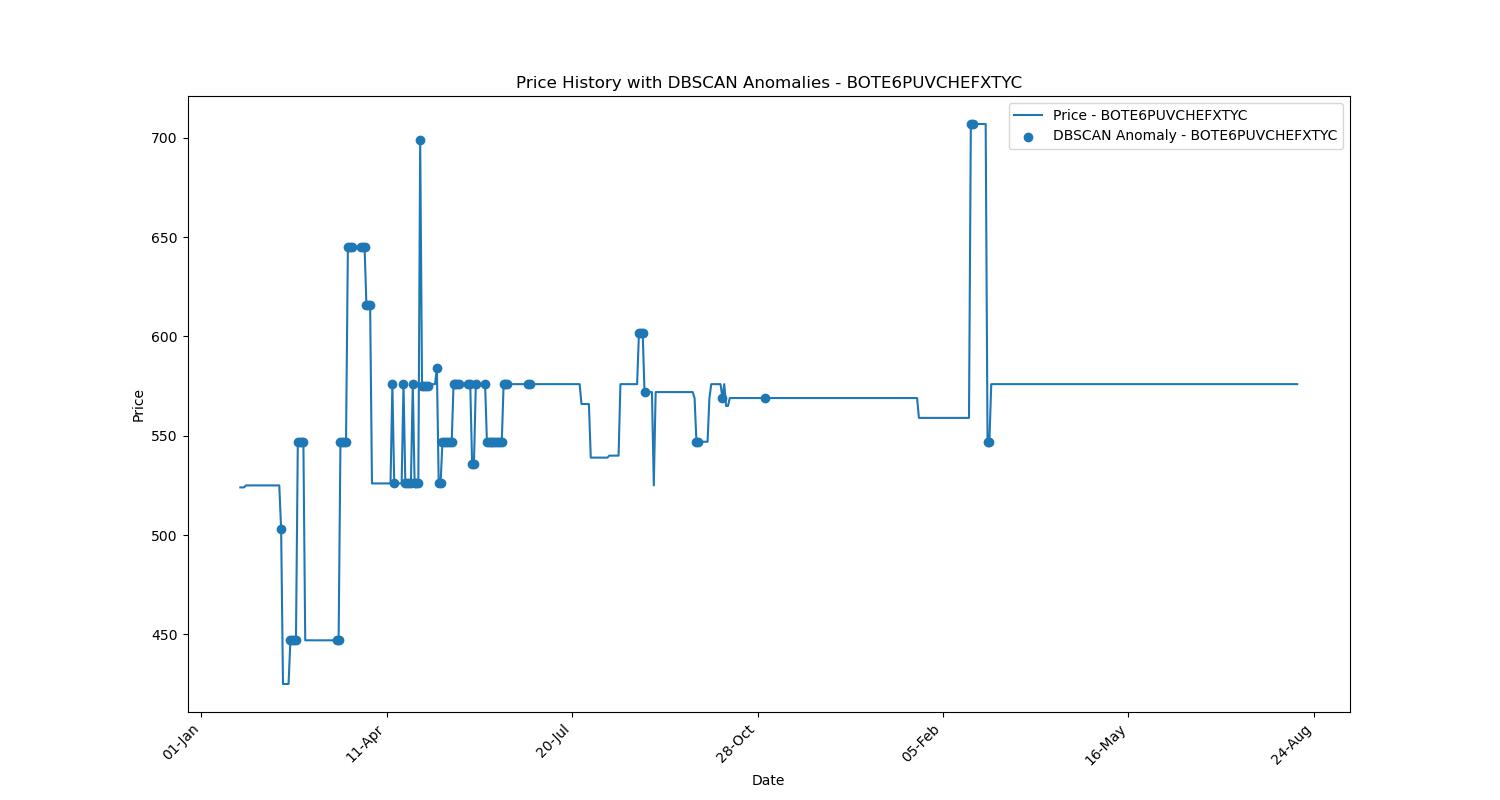 Price History with DBSCAN Anomalies - BOTE6PUVCHEFXTYC
Price - BOTE6PUVCHEFXTYC
DBSCAN Anomaly - BOTE6PUVCHEFXTYC
700
650
600
550
500
450
Price
01-Jan
11-Apr
20-Jul
28-Oct
05-Feb
16-May
24-Aug
Date